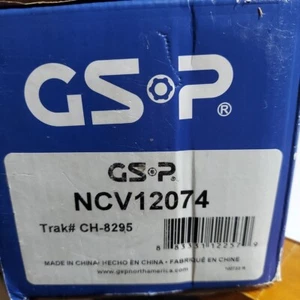 GSP®
GSP®
NCV12074
Trak# CH-8295
MADE IN CHINA/ HECHO EN CHINA - FABRIQUÉ EN CHINE
www.gspnorthamerica.com